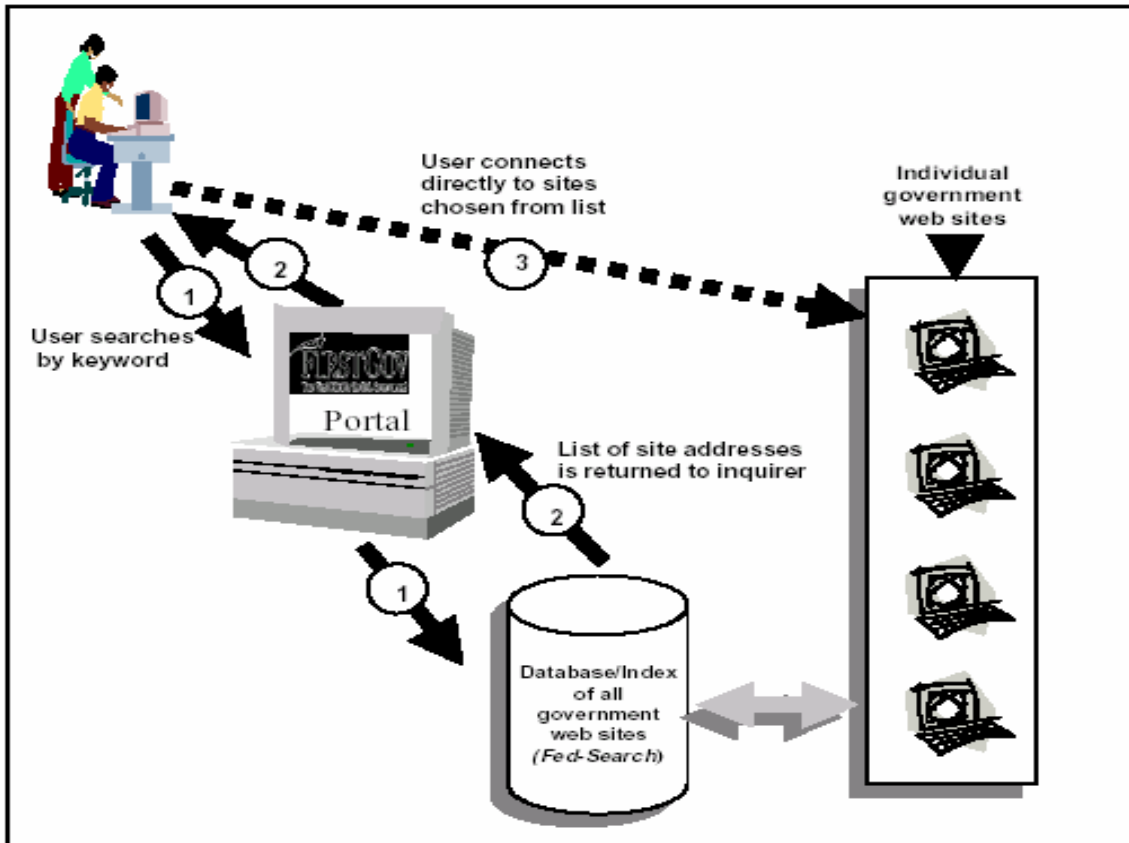 User connects
directly to sites
chosen from list
Individual
government
web sites
3
2
1
User searches
by keyword
FIRSTGOV
Portal
List of site addresses
is returned to inquirer
2
1
Database/Index
of all
government
web sites
(Fed-Search)